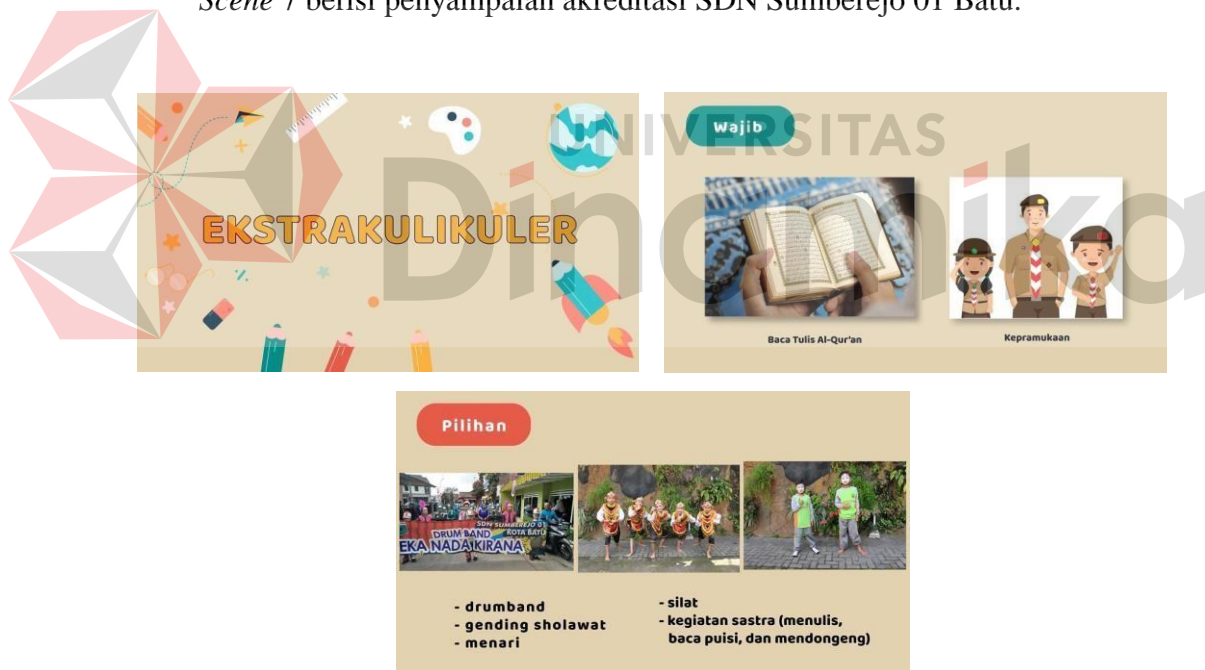 Scene 7 berisi penyampaian akreditasi SDN Sumberejo 01 Batu.
UNIVERSITAS
Dinamika
EKSTRAKULIKULER
Wajib
Baca Tulis Al-Qur'an
Kepramukaan
Pilihan
SDN SUMBEREJO 01
DRUM BAND KOTA BATU
EKA NADA KIRANA
- drumband
- gending sholawat
- menari
- silat
- kegiatan sastra (menulis,
baca puisi, dan mendongeng)